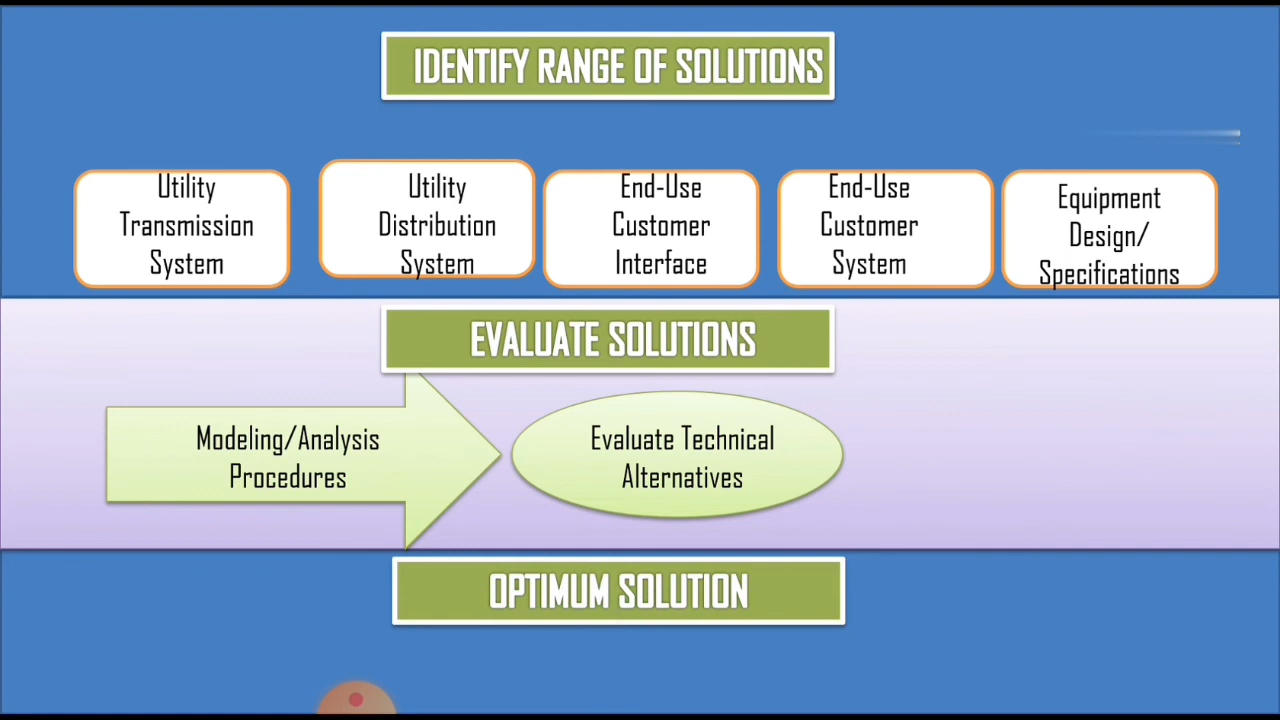 IDENTIFY RANGE OF SOLUTIONS
Utility
Transmission
System
Utility
Distribution
System
End-Use
Customer
Interface
End-Use
Customer
System
Equipment
Design/
Specifications
EVALUATE SOLUTIONS
Modeling/Analysis
Procedures
Evaluate Technical
Alternatives
OPTIMUM SOLUTION